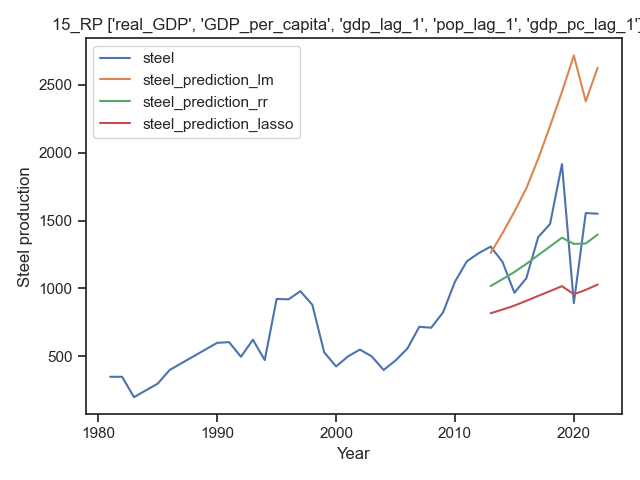 15_RP ['real_GDP', 'GDP_per_capita', 'gdp_lag_1', 'pop_lag_1', 'gdp_pc_lag_1']
steel
steel_prediction_lm
steel_prediction_rr
steel_prediction_lasso
Steel production
2500
2000
1500
1000
500
1980
1990
2000
2010
2020
Year